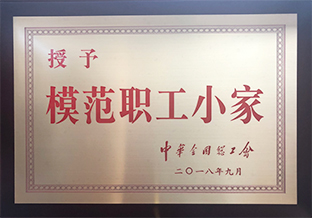 授予
模范职工小家
中华全国总工会
二〇一八年九月